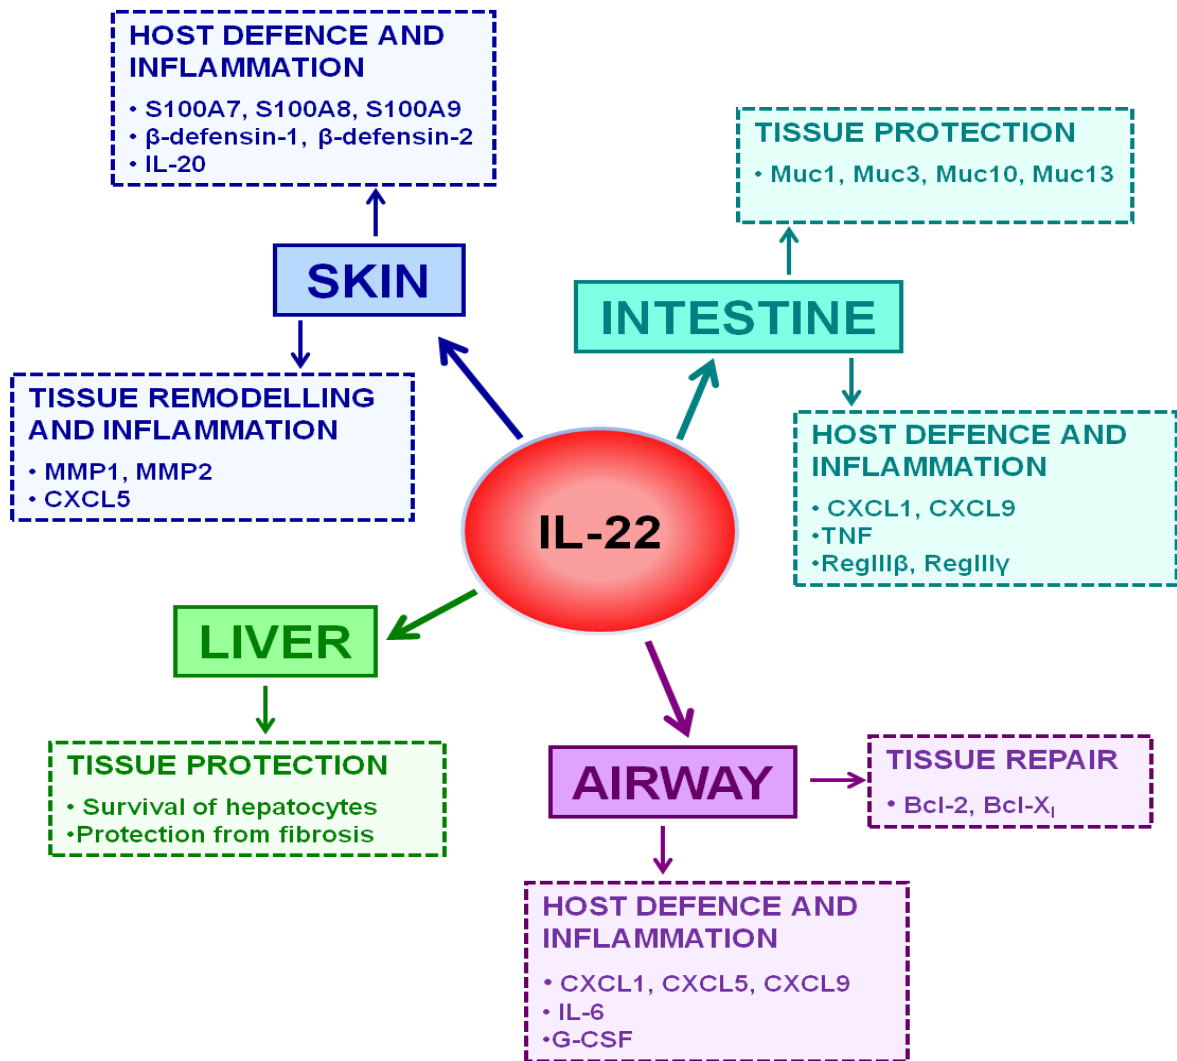 HOST DEFENCE AND
INFLAMMATION
• S100A7, S100A8, S100A9
• β-defensin-1, β-defensin-2
• IL-20
SKIN
TISSUE REMODELLING
AND INFLAMMATION
• MMP1, MMP2
• CXCL5
TISSUE PROTECTION
• Muc1, Muc3, Muc10, Muc13
INTESTINE
HOST DEFENCE AND
INFLAMMATION
• CXCL1, CXCL9
•TNF
•RegIIIβ, RegIIIγ
IL-22
LIVER
TISSUE PROTECTION
• Survival of hepatocytes
•Protection from fibrosis
AIRWAY
TISSUE REPAIR
• Bcl-2, Bcl-Xₗ
HOST DEFENCE AND
INFLAMMATION
• CXCL1, CXCL5, CXCL9
• IL-6
•G-CSF